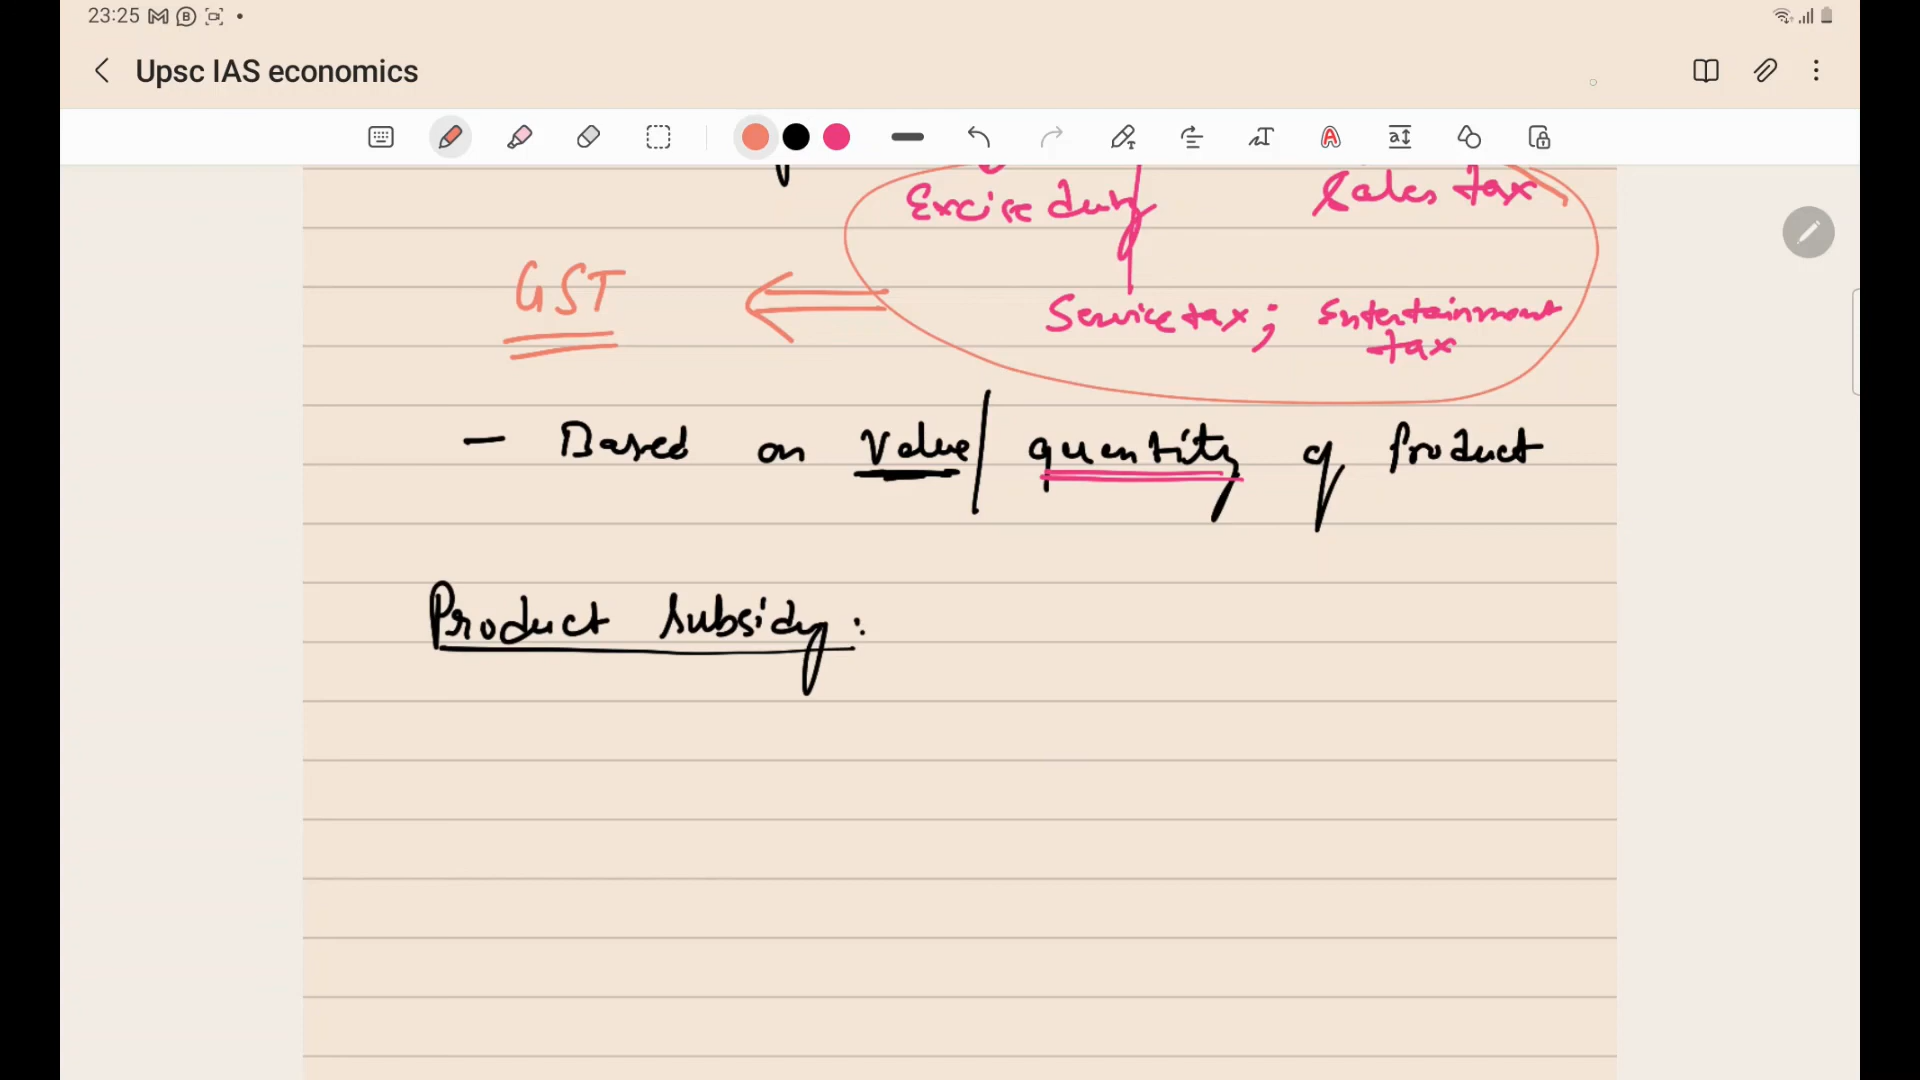 23:25
Upsc IAS economics
Excise duty Sales tax
GST
Service tax; Entertainment tax
— Based on value/quantity of product
Product subsidy: